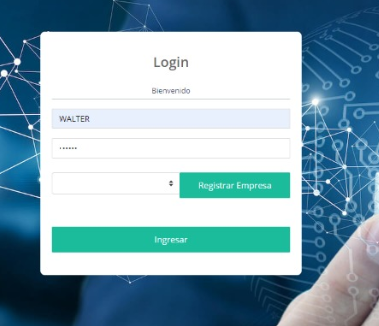 Login
Bienvenido
WALTER
••••••
Registrar Empresa
Ingresar